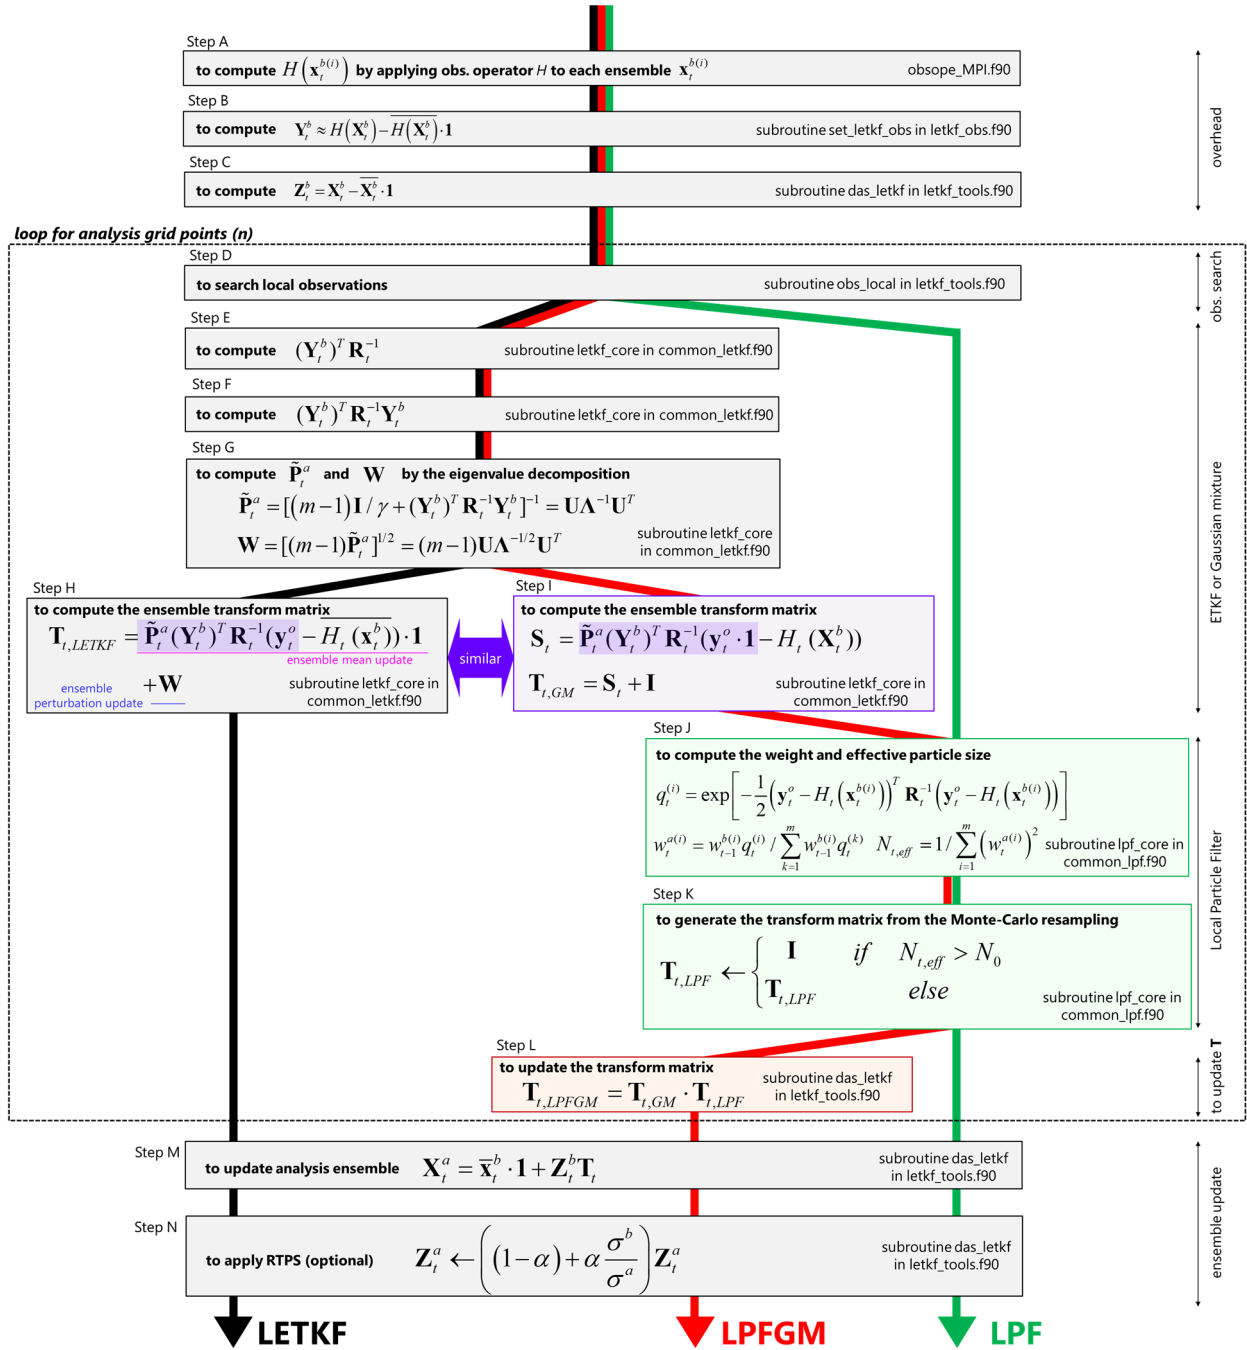 Step A
to compute H(x_t^{b(i)}) by applying obs. operator H to each ensemble x_t^{b(i)} obsope_MPI.f90
Step B
to compute Y_t^b ≈ H(X_t^b) − \overline{H(X_t^b)}·1 subroutine set_letkf_obs in letkf_obs.f90
Step C
to compute Z_t^b = X_t^b − \overline{X_t^b}·1 subroutine das_letkf in letkf_tools.f90
overhead
loop for analysis grid points (n)
Step D
to search local observations subroutine obs_local in letkf_tools.f90
obs. search
Step E
to compute (Y_t^b)^T R_t^{-1} subroutine letkf_core in common_letkf.f90
Step F
to compute (Y_t^b)^T R_t^{-1} Y_t^b subroutine letkf_core in common_letkf.f90
Step G
to compute \tilde{P}_t^a and W by the eigenvalue decomposition
\tilde{P}_t^a = [(m−1)I / γ + (Y_t^b)^T R_t^{-1} Y_t^b]^{-1} = UΛ^{-1}U^T
W = [(m−1)\tilde{P}_t^a]^{1/2} = (m−1)UΛ^{-1/2}U^T
subroutine letkf_core
in common_letkf.f90
ETKF or Gaussian mixture
Step H
to compute the ensemble transform matrix
T_{t,LETKF} = \tilde{P}_t^a (Y_t^b)^T R_t^{-1} (y_t^o − \overline{H_t(x_t^b)})·1
ensemble mean update
+W
ensemble
perturbation update
subroutine letkf_core in
common_letkf.f90
similar
Step I
to compute the ensemble transform matrix
S_t = \tilde{P}_t^a (Y_t^b)^T R_t^{-1} (y_t^o·1 − H_t(X_t^b))
T_{t,GM} = S_t + I
subroutine letkf_core in
common_letkf.f90
Step J
to compute the weight and effective particle size
q_t^{(i)} = exp[−\frac{1}{2}(y_t^o − H_t(x_t^{b(i)}))^T R_t^{-1} (y_t^o − H_t(x_t^{b(i)}))]
w_t^{a(i)} = w_{t−1}^{b(i)} q_t^{(i)} / \sum_{k=1}^{m} w_{t−1}^{b(i)} q_t^{(k)} N_{t,eff} = 1 / \sum_{i=1}^{m} (w_t^{a(i)})^2
subroutine lpf_core in
common_lpf.f90
Local Particle Filter
Step K
to generate the transform matrix from the Monte-Carlo resampling
T_{t,LPF} ← { I if N_{t,eff} > N_0
T_{t,LPF} else
subroutine lpf_core in
common_lpf.f90
Step L
to update the transform matrix
T_{t,LPFGM} = T_{t,GM} · T_{t,LPF}
subroutine das_letkf
in letkf_tools.f90
to update T
Step M
to update analysis ensemble X_t^a = \overline{x}_t^b·1 + Z_t^b T_t
subroutine das_letkf
in letkf_tools.f90
Step N
to apply RTPS (optional) Z_t^a ← ((1−α) + α \frac{σ^b}{σ^a}) Z_t^a
subroutine das_letkf
in letkf_tools.f90
ensemble update
LETKF
LPFGM
LPF